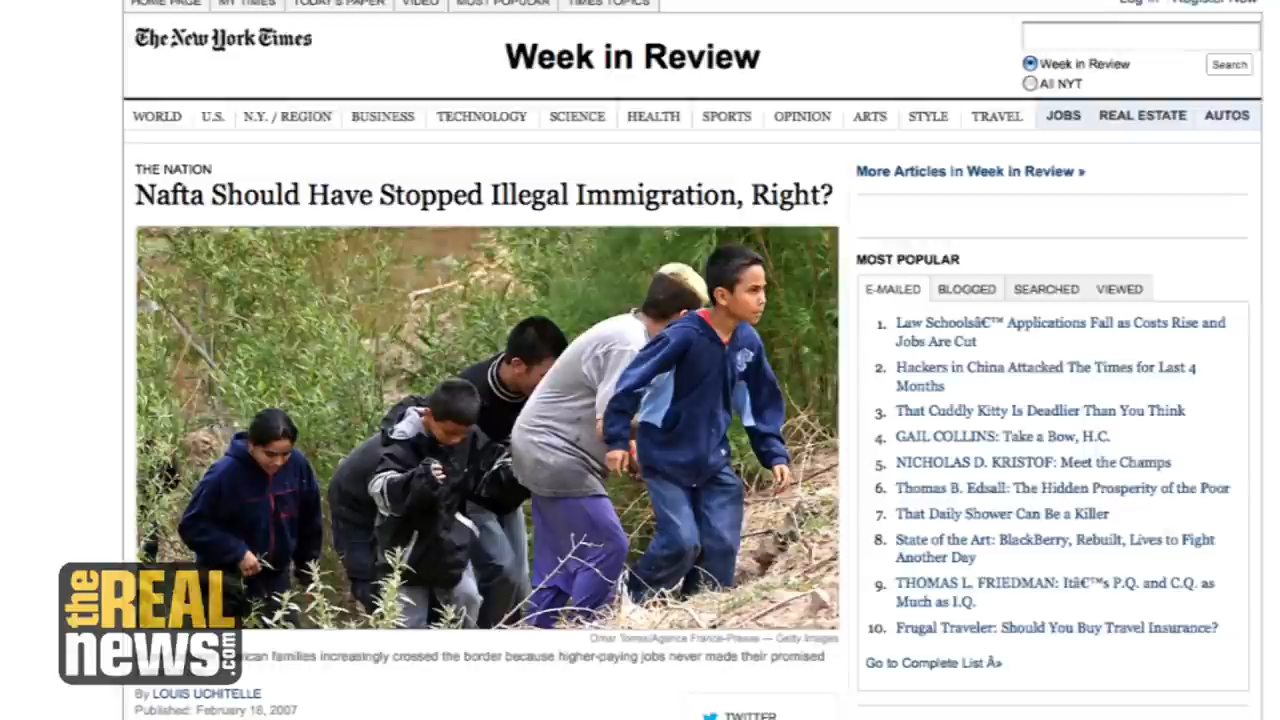 HOME PAGE
MY TIMES
TODAY'S PAPER
VIDEO
MOST POPULAR
TIMES TOPICS
Log In
Register Now
The New York Times
Week in Review
Week in Review
All NYT
Search
WORLD
U.S.
N.Y. / REGION
BUSINESS
TECHNOLOGY
SCIENCE
HEALTH
SPORTS
OPINION
ARTS
STYLE
TRAVEL
JOBS
REAL ESTATE
AUTOS
THE NATION
Nafta Should Have Stopped Illegal Immigration, Right?
Omar Torres/Agence France-Presse — Getty Images
ican families increasingly crossed the border because higher-paying jobs never made their promised
By LOUIS UCHITELLE
Published: February 18, 2007
TWITTER
More Articles in Week in Review »
MOST POPULAR
E-MAILED
BLOGGED
SEARCHED
VIEWED
1. Law Schoolsâ€™ Applications Fall as Costs Rise and
Jobs Are Cut
2. Hackers in China Attacked The Times for Last 4
Months
3. That Cuddly Kitty Is Deadlier Than You Think
4. GAIL COLLINS: Take a Bow, H.C.
5. NICHOLAS D. KRISTOF: Meet the Champs
6. Thomas B. Edsall: The Hidden Prosperity of the Poor
7. That Daily Shower Can Be a Killer
8. State of the Art: BlackBerry, Rebuilt, Lives to Fight
Another Day
9. THOMAS L. FRIEDMAN: Itâ€™s P.Q. and C.Q. as
Much as I.Q.
10. Frugal Traveler: Should You Buy Travel Insurance?
Go to Complete List Â»
the REAL
news.com